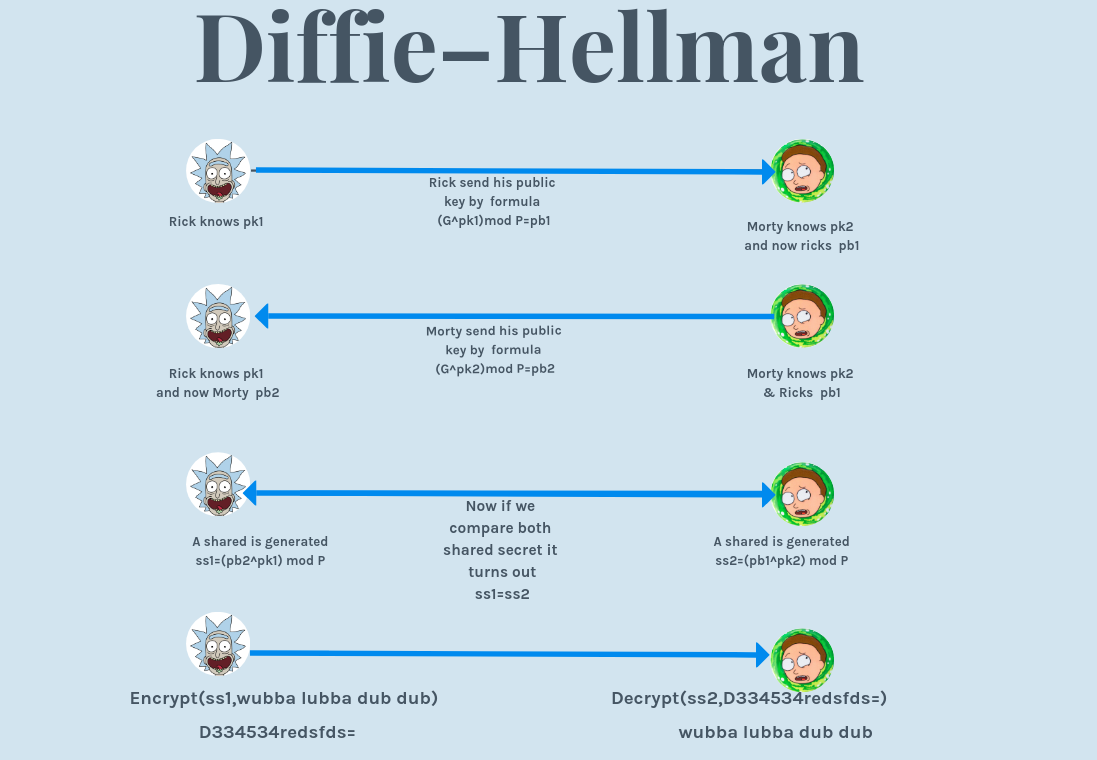 Diffie–Hellman
Rick send his public
key by formula
(G^pk1)mod P=pb1
Rick knows pk1
Morty knows pk2
and now ricks pb1
Morty send his public
key by formula
(G^pk2)mod P=pb2
Rick knows pk1
and now Morty pb2
Morty knows pk2
& Ricks pb1
Now if we
compare both
shared secret it
turns out
ss1=ss2
A shared is generated
ss1=(pb2^pk1) mod P
A shared is generated
ss2=(pb1^pk2) mod P
Encrypt(ss1,wubba lubba dub dub)
D334534redsfds=
Decrypt(ss2,D334534redsfds=)
wubba lubba dub dub